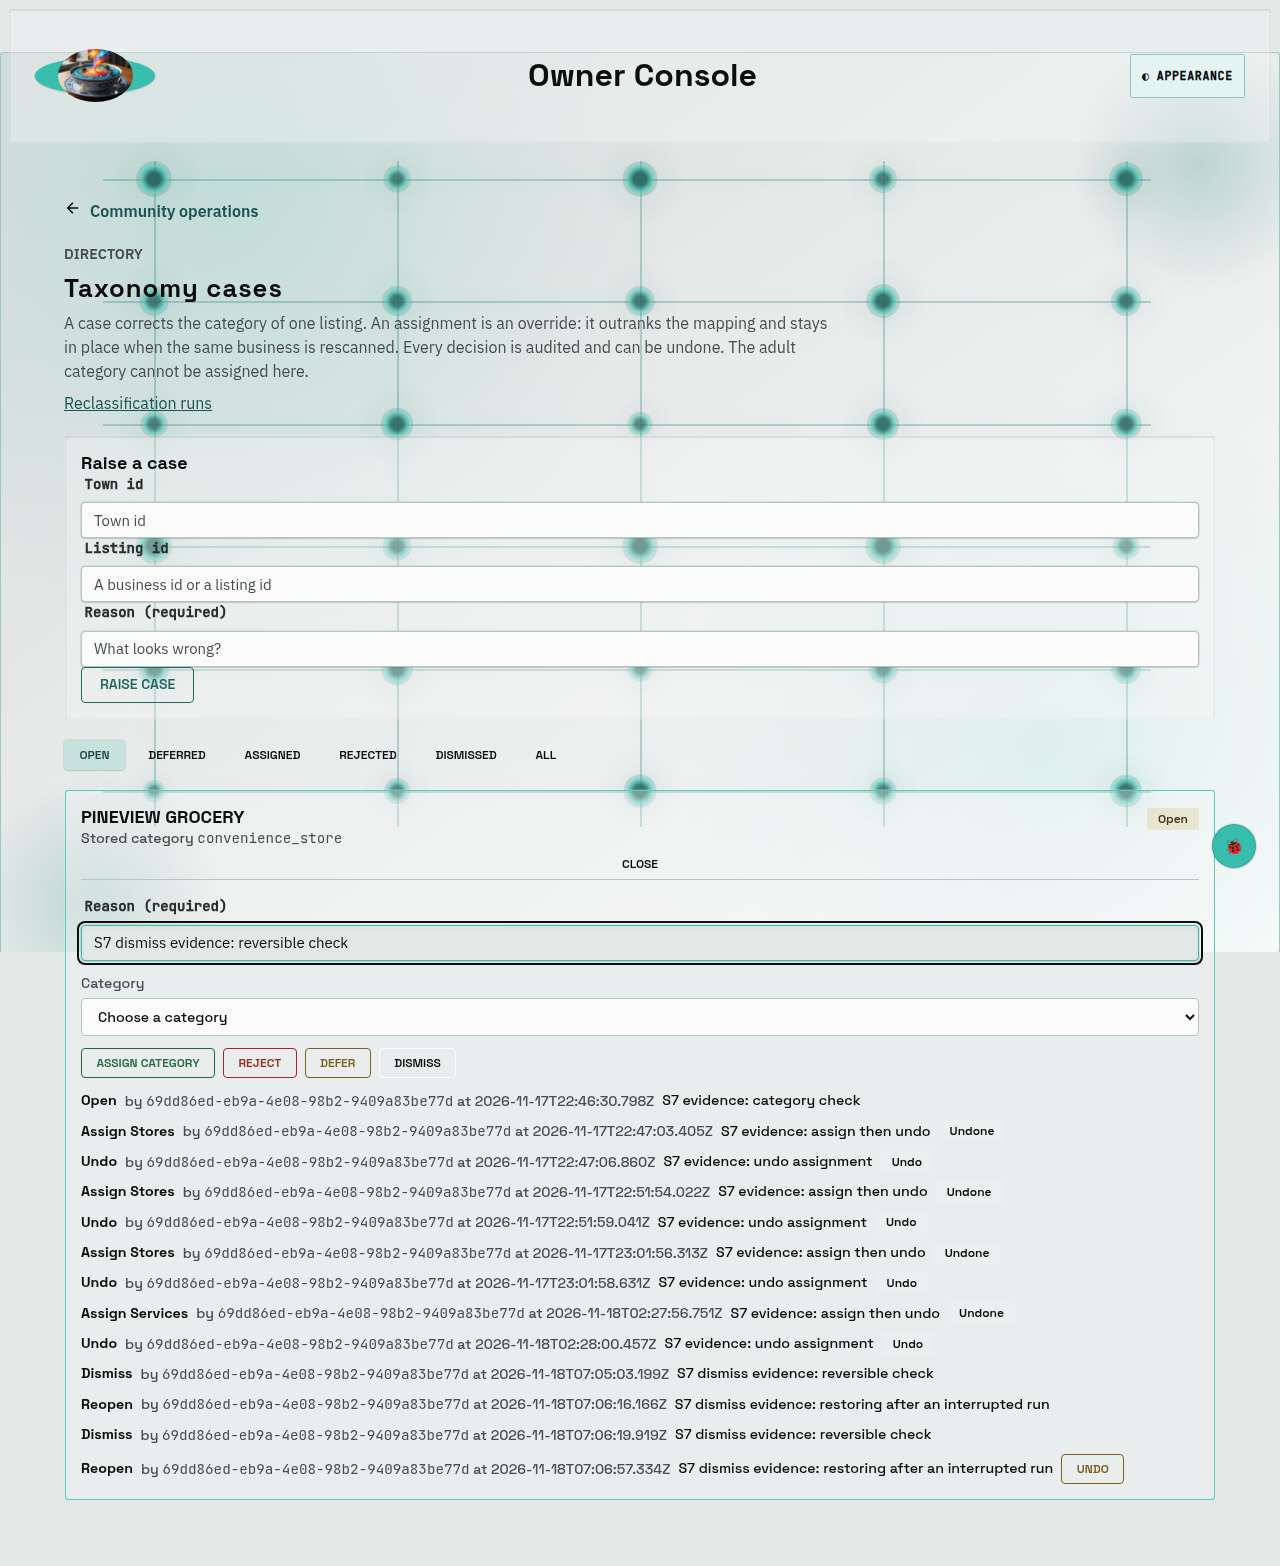 Owner Console
◐ APPEARANCE
← Community operations
DIRECTORY
Taxonomy cases
A case corrects the category of one listing. An assignment is an override: it outranks the mapping and stays
in place when the same business is rescanned. Every decision is audited and can be undone. The adult
category cannot be assigned here.
Reclassification runs
Raise a case
Town id
Town id
Listing id
A business id or a listing id
Reason (required)
What looks wrong?
RAISE CASE
OPEN DEFERRED ASSIGNED REJECTED DISMISSED ALL
PINEVIEW GROCERY Open
Stored category convenience_store
CLOSE
Reason (required)
S7 dismiss evidence: reversible check
Category
Choose a category
ASSIGN CATEGORY REJECT DEFER DISMISS
Open by 69dd86ed-eb9a-4e08-98b2-9409a83be77d at 2026-11-17T22:46:30.798Z S7 evidence: category check
Assign Stores by 69dd86ed-eb9a-4e08-98b2-9409a83be77d at 2026-11-17T22:47:03.405Z S7 evidence: assign then undo Undone
Undo by 69dd86ed-eb9a-4e08-98b2-9409a83be77d at 2026-11-17T22:47:06.860Z S7 evidence: undo assignment Undo
Assign Stores by 69dd86ed-eb9a-4e08-98b2-9409a83be77d at 2026-11-17T22:51:54.022Z S7 evidence: assign then undo Undone
Undo by 69dd86ed-eb9a-4e08-98b2-9409a83be77d at 2026-11-17T22:51:59.041Z S7 evidence: undo assignment Undo
Assign Stores by 69dd86ed-eb9a-4e08-98b2-9409a83be77d at 2026-11-17T23:01:56.313Z S7 evidence: assign then undo Undone
Undo by 69dd86ed-eb9a-4e08-98b2-9409a83be77d at 2026-11-17T23:01:58.631Z S7 evidence: undo assignment Undo
Assign Services by 69dd86ed-eb9a-4e08-98b2-9409a83be77d at 2026-11-18T02:27:56.751Z S7 evidence: assign then undo Undone
Undo by 69dd86ed-eb9a-4e08-98b2-9409a83be77d at 2026-11-18T02:28:00.457Z S7 evidence: undo assignment Undo
Dismiss by 69dd86ed-eb9a-4e08-98b2-9409a83be77d at 2026-11-18T07:05:03.199Z S7 dismiss evidence: reversible check
Reopen by 69dd86ed-eb9a-4e08-98b2-9409a83be77d at 2026-11-18T07:06:16.166Z S7 dismiss evidence: restoring after an interrupted run
Dismiss by 69dd86ed-eb9a-4e08-98b2-9409a83be77d at 2026-11-18T07:06:19.919Z S7 dismiss evidence: reversible check
Reopen by 69dd86ed-eb9a-4e08-98b2-9409a83be77d at 2026-11-18T07:06:57.334Z S7 dismiss evidence: restoring after an interrupted run UNDO